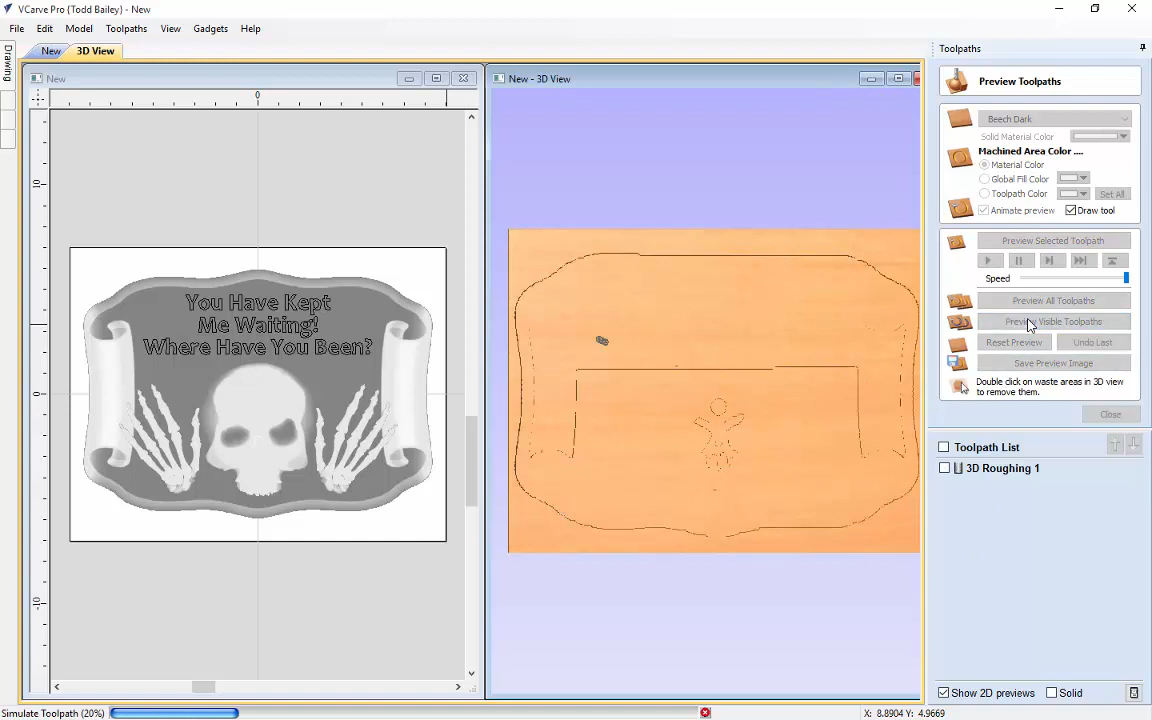 VCarve Pro (Todd Bailey) - New
File Edit Model Toolpaths View Gadgets Help
New 3D View
Drawing
New
New - 3D View
0
10
0
-10
You Have Kept
Me Waiting!
Where Have You Been?
Toolpaths
Preview Toolpaths
Beech Dark
Solid Material Color
Machined Area Color ....
Material Color
Global Fill Color
Toolpath Color Set All
Animate preview Draw tool
Preview Selected Toolpath
Speed
Preview All Toolpaths
Preview Visible Toolpaths
Reset Preview Undo Last
Save Preview Image
Double click on waste areas in 3D view
to remove them.
Close
Toolpath List
3D Roughing 1
Show 2D previews Solid
Simulate Toolpath (20%) X: 8.8904 Y: 4.9669